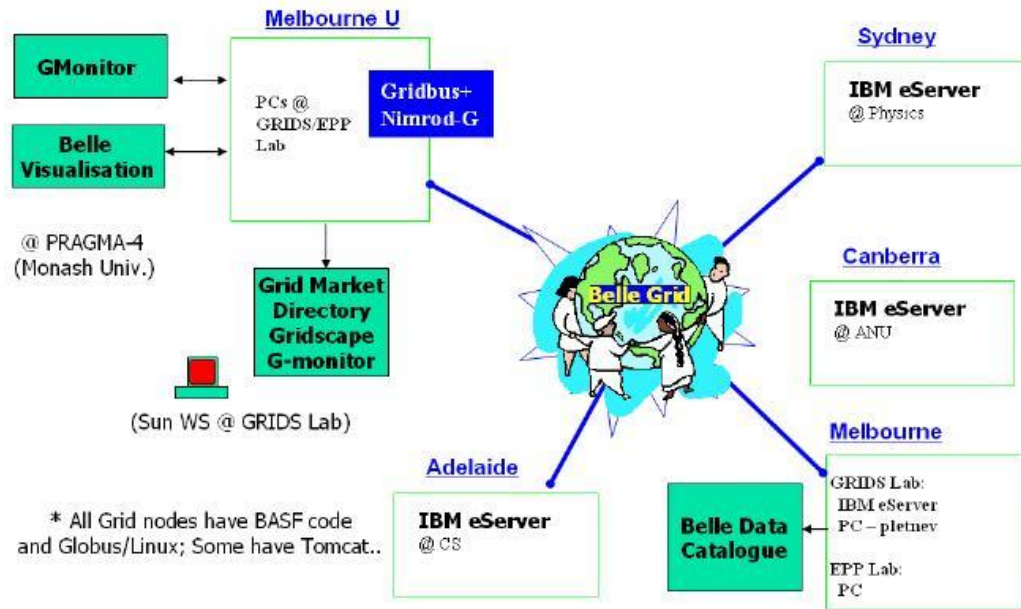 Melbourne U
GMonitor
Belle
Visualisation
PCs @
GRIDS/EPP
Lab
Gridbus+
Nimrod-G
@ PRAGMA-4
(Monash Univ.)
Grid Market
Directory
Gridscape
G-monitor
(Sun WS @ GRIDS Lab)
Belle Grid
Sydney
IBM eServer
@ Physics
Canberra
IBM eServer
@ ANU
Adelaide
IBM eServer
@ CS
Melbourne
GRIDS Lab:
IBM eServer
PC – pletnev
EPP Lab:
PC
Belle Data
Catalogue
* All Grid nodes have BASF code
and Globus/Linux; Some have Tomcat..